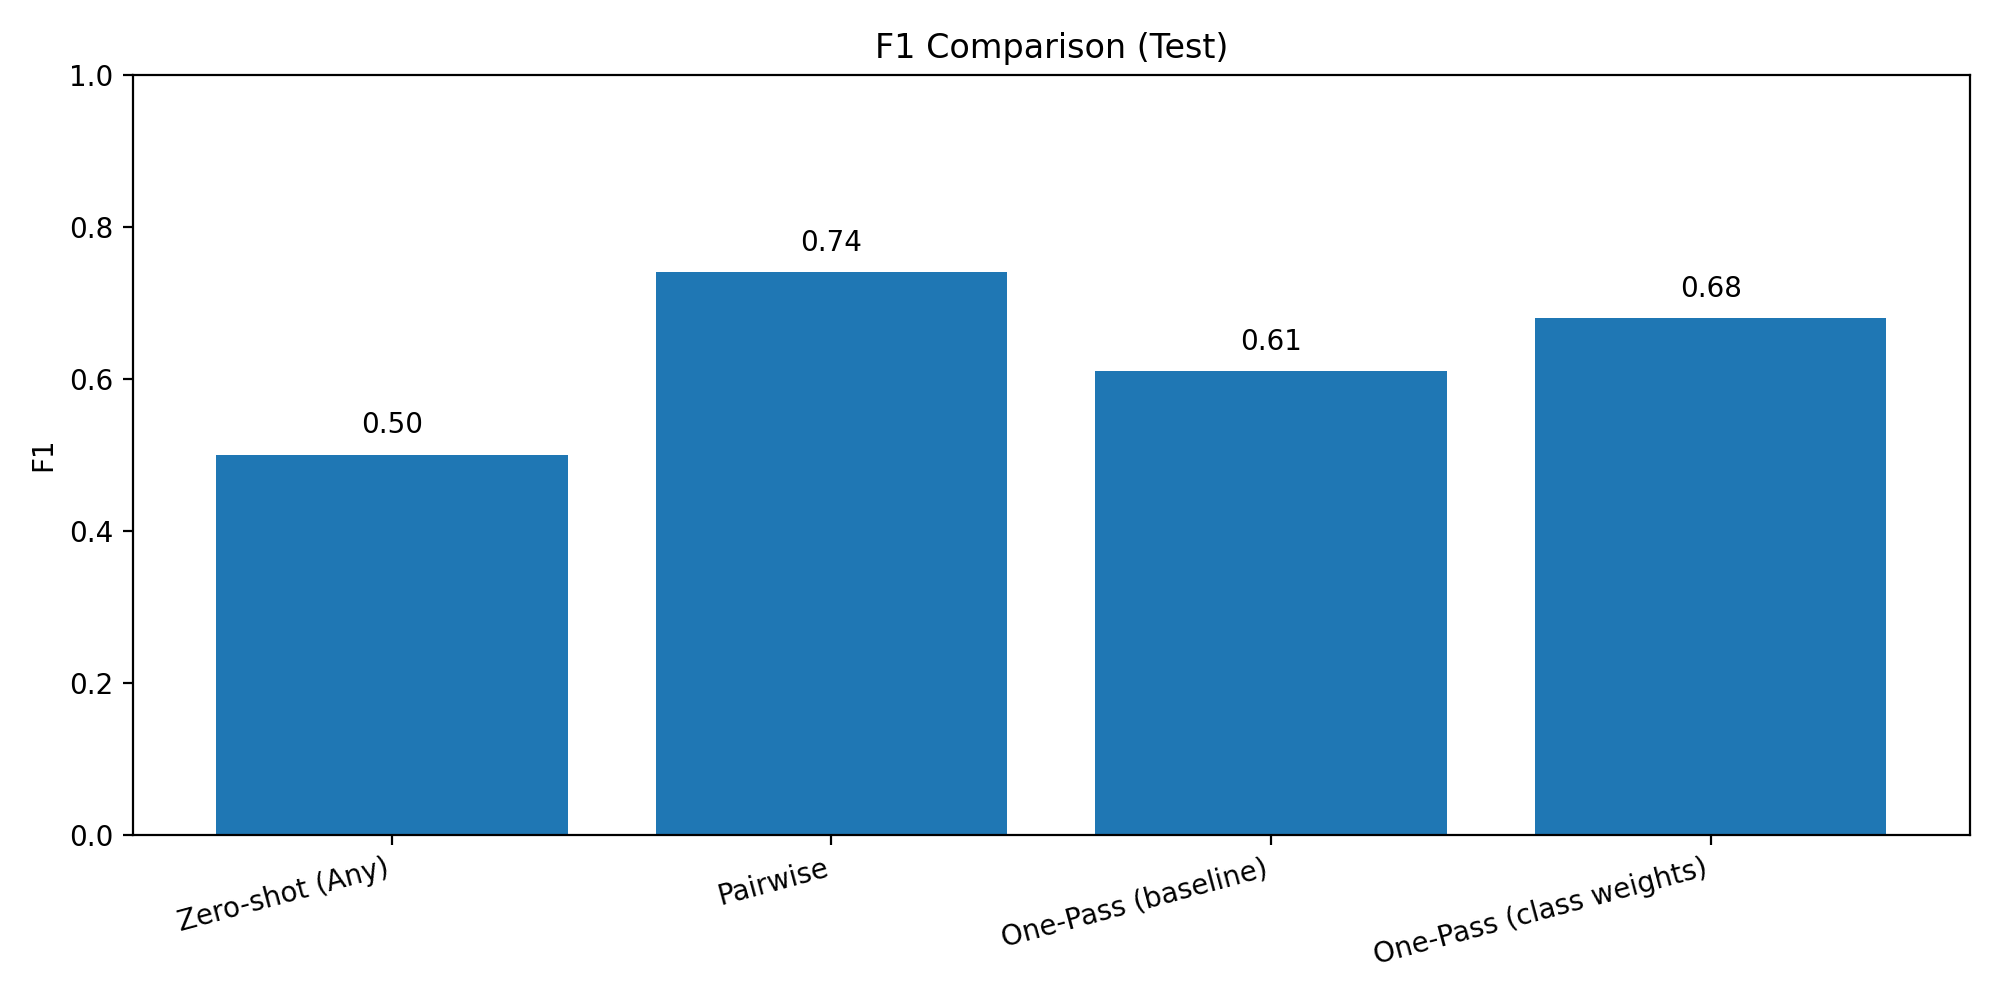 F1 Comparison (Test)
1.0
0.8
0.6
0.4
0.2
0.0
F1
0.50
0.74
0.61
0.68
Zero-shot (Any)
Pairwise
One-Pass (baseline)
One-Pass (class weights)